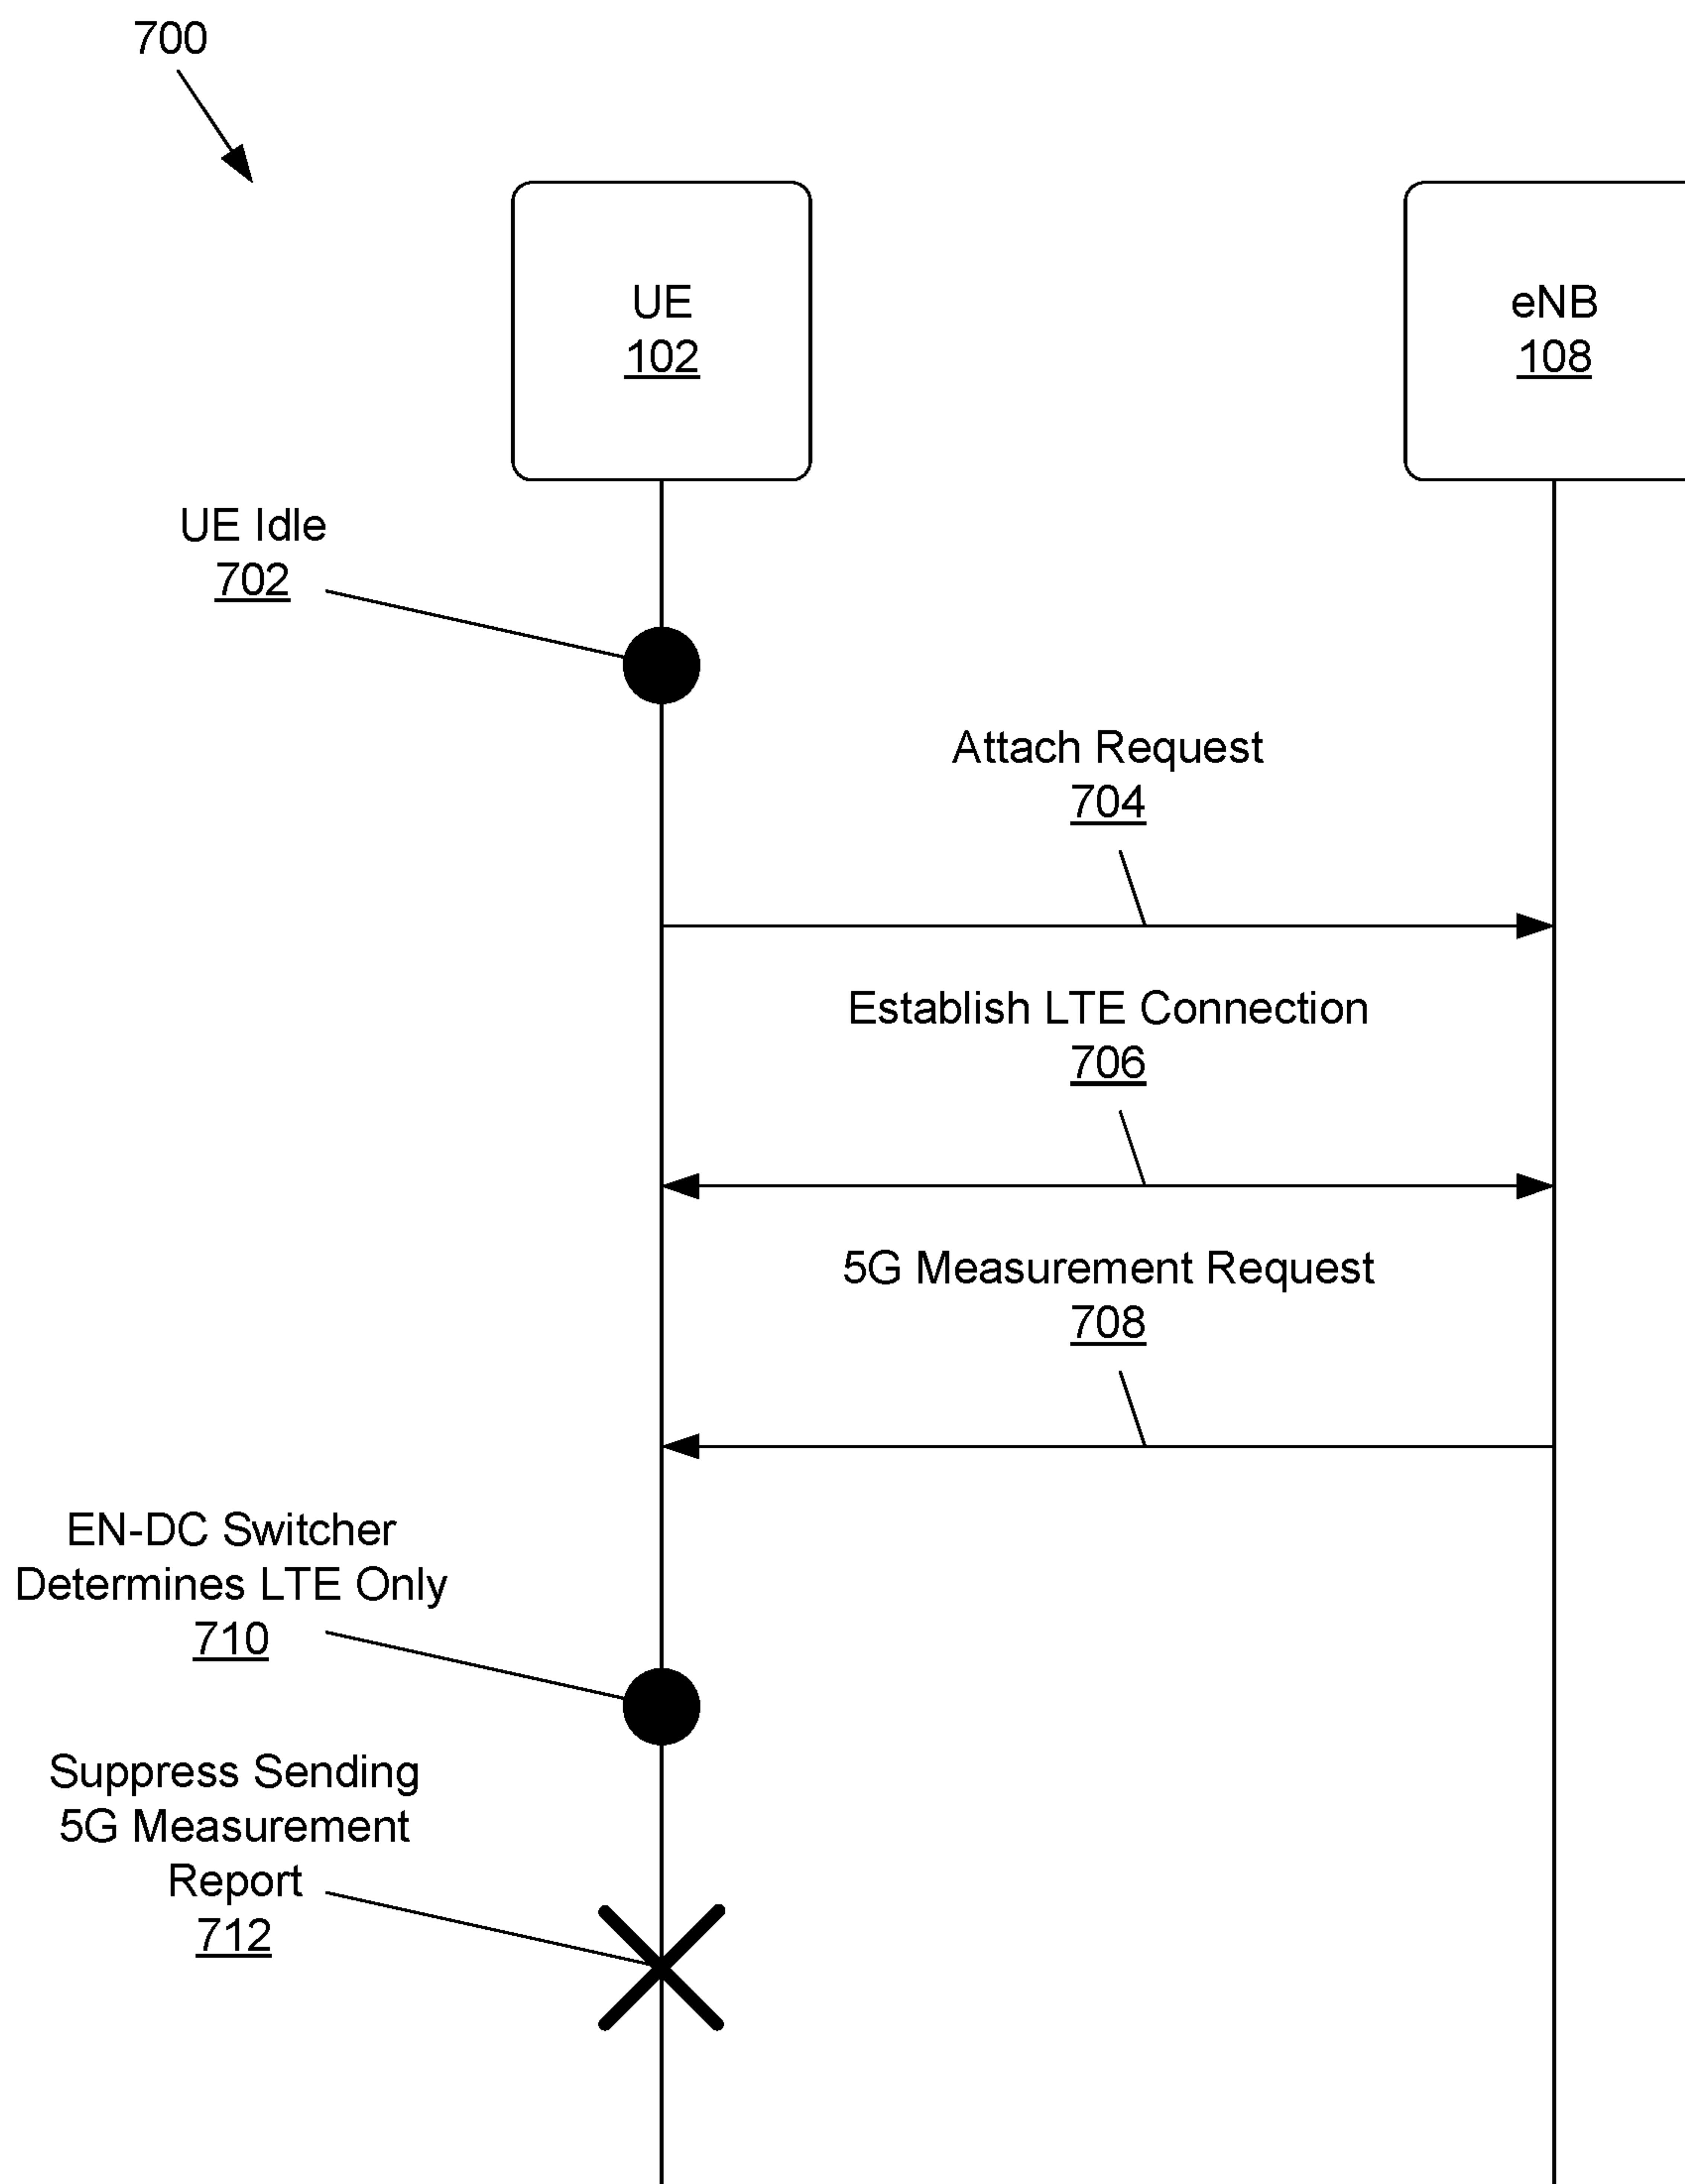 700
UE
102
eNB
108
UE Idle
702
Attach Request
704
Establish LTE Connection
706
5G Measurement Request
708
EN-DC Switcher
Determines LTE Only
710
Suppress Sending
5G Measurement
Report
712